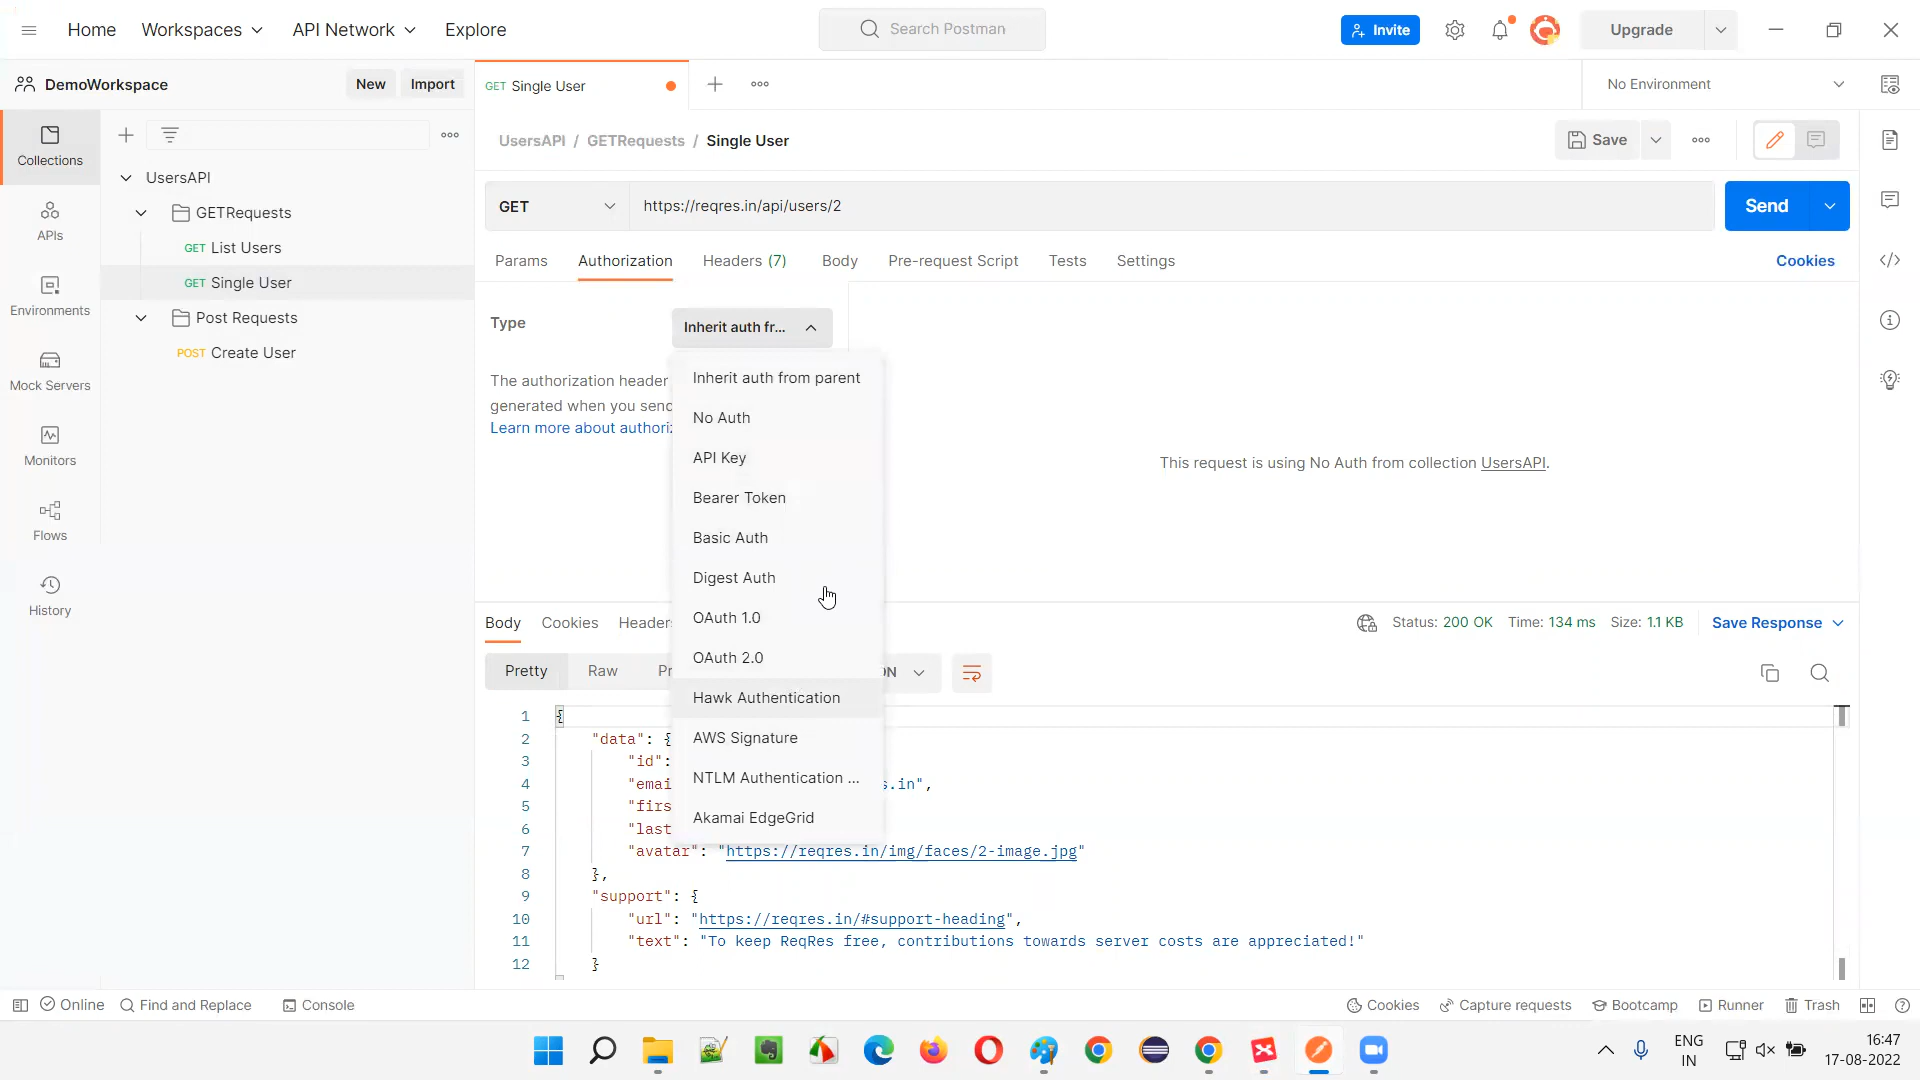 Home Workspaces API Network Explore Search Postman Invite Upgrade
DemoWorkspace New Import GET Single User No Environment
Collections
APIs
Environments
Mock Servers
Monitors
Flows
History
UsersAPI
GETRequests
GET List Users
GET Single User
Post Requests
POST Create User
UsersAPI / GETRequests / Single User Save
GET https://reqres.in/api/users/2 Send
Params Authorization Headers (7) Body Pre-request Script Tests Settings Cookies
Type Inherit auth fr...
The authorization header
generated when you send
Learn more about authoriz
Inherit auth from parent
No Auth
API Key
Bearer Token
Basic Auth
Digest Auth
OAuth 1.0
OAuth 2.0
Hawk Authentication
AWS Signature
NTLM Authentication ...
Akamai EdgeGrid
This request is using No Auth from collection UsersAPI.
Body Cookies Header Status: 200 OK Time: 134 ms Size: 1.1 KB Save Response
Pretty Raw Pr ON
1 {
2 "data": {
3 "id":
4 "emai s.in",
5 "firs
6 "last
7 "avatar": "https://reqres.in/img/faces/2-image.jpg"
8 },
9 "support": {
10 "url": "https://reqres.in/#support-heading",
11 "text": "To keep ReqRes free, contributions towards server costs are appreciated!"
12 }
Online Find and Replace Console Cookies Capture requests Bootcamp Runner Trash
ENG
IN
16:47
17-08-2022